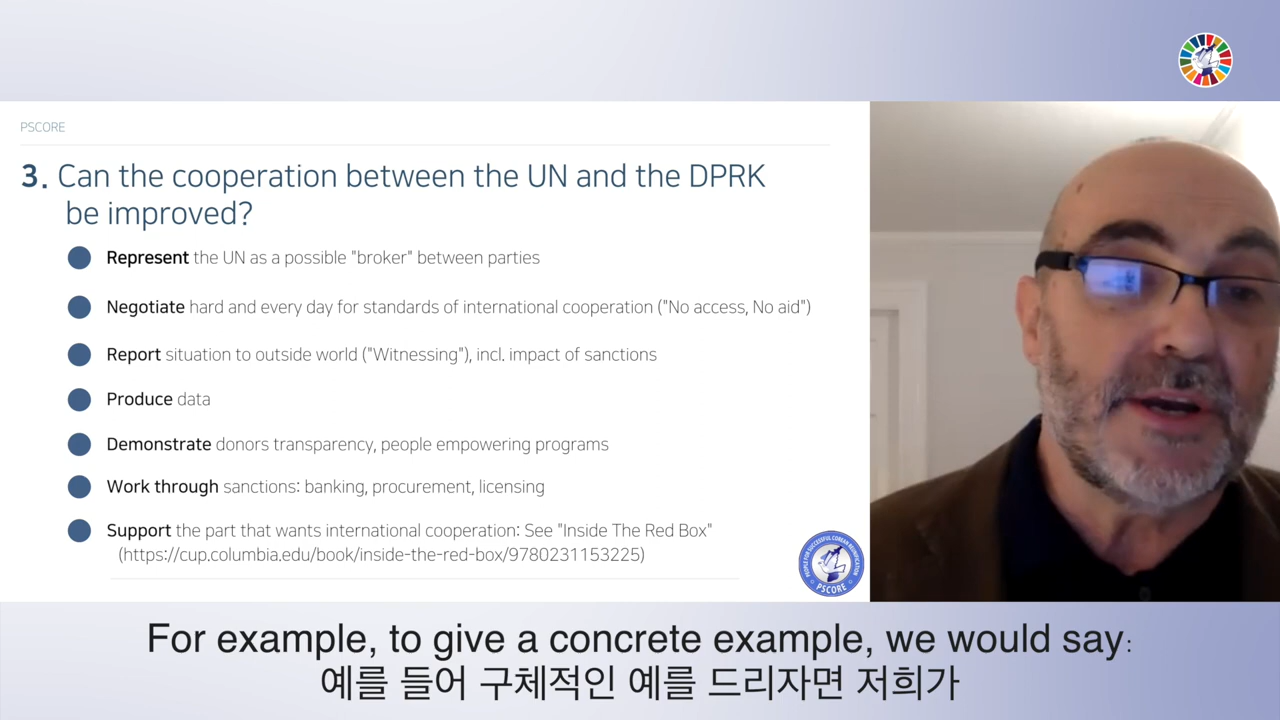 PSCORE
3. Can the cooperation between the UN and the DPRK
be improved?
Represent the UN as a possible "broker" between parties
Negotiate hard and every day for standards of international cooperation ("No access, No aid")
Report situation to outside world ("Witnessing"), incl. impact of sanctions
Produce data
Demonstrate donors transparency, people empowering programs
Work through sanctions: banking, procurement, licensing
Support the part that wants international cooperation: See "Inside The Red Box"
(https://cup.columbia.edu/book/inside-the-red-box/9780231153225)
PEOPLE FOR SUCCESSFUL COREAN REUNIFICATION
PSCORE
For example, to give a concrete example, we would say:
예를 들어 구체적인 예를 드리자면 저희가